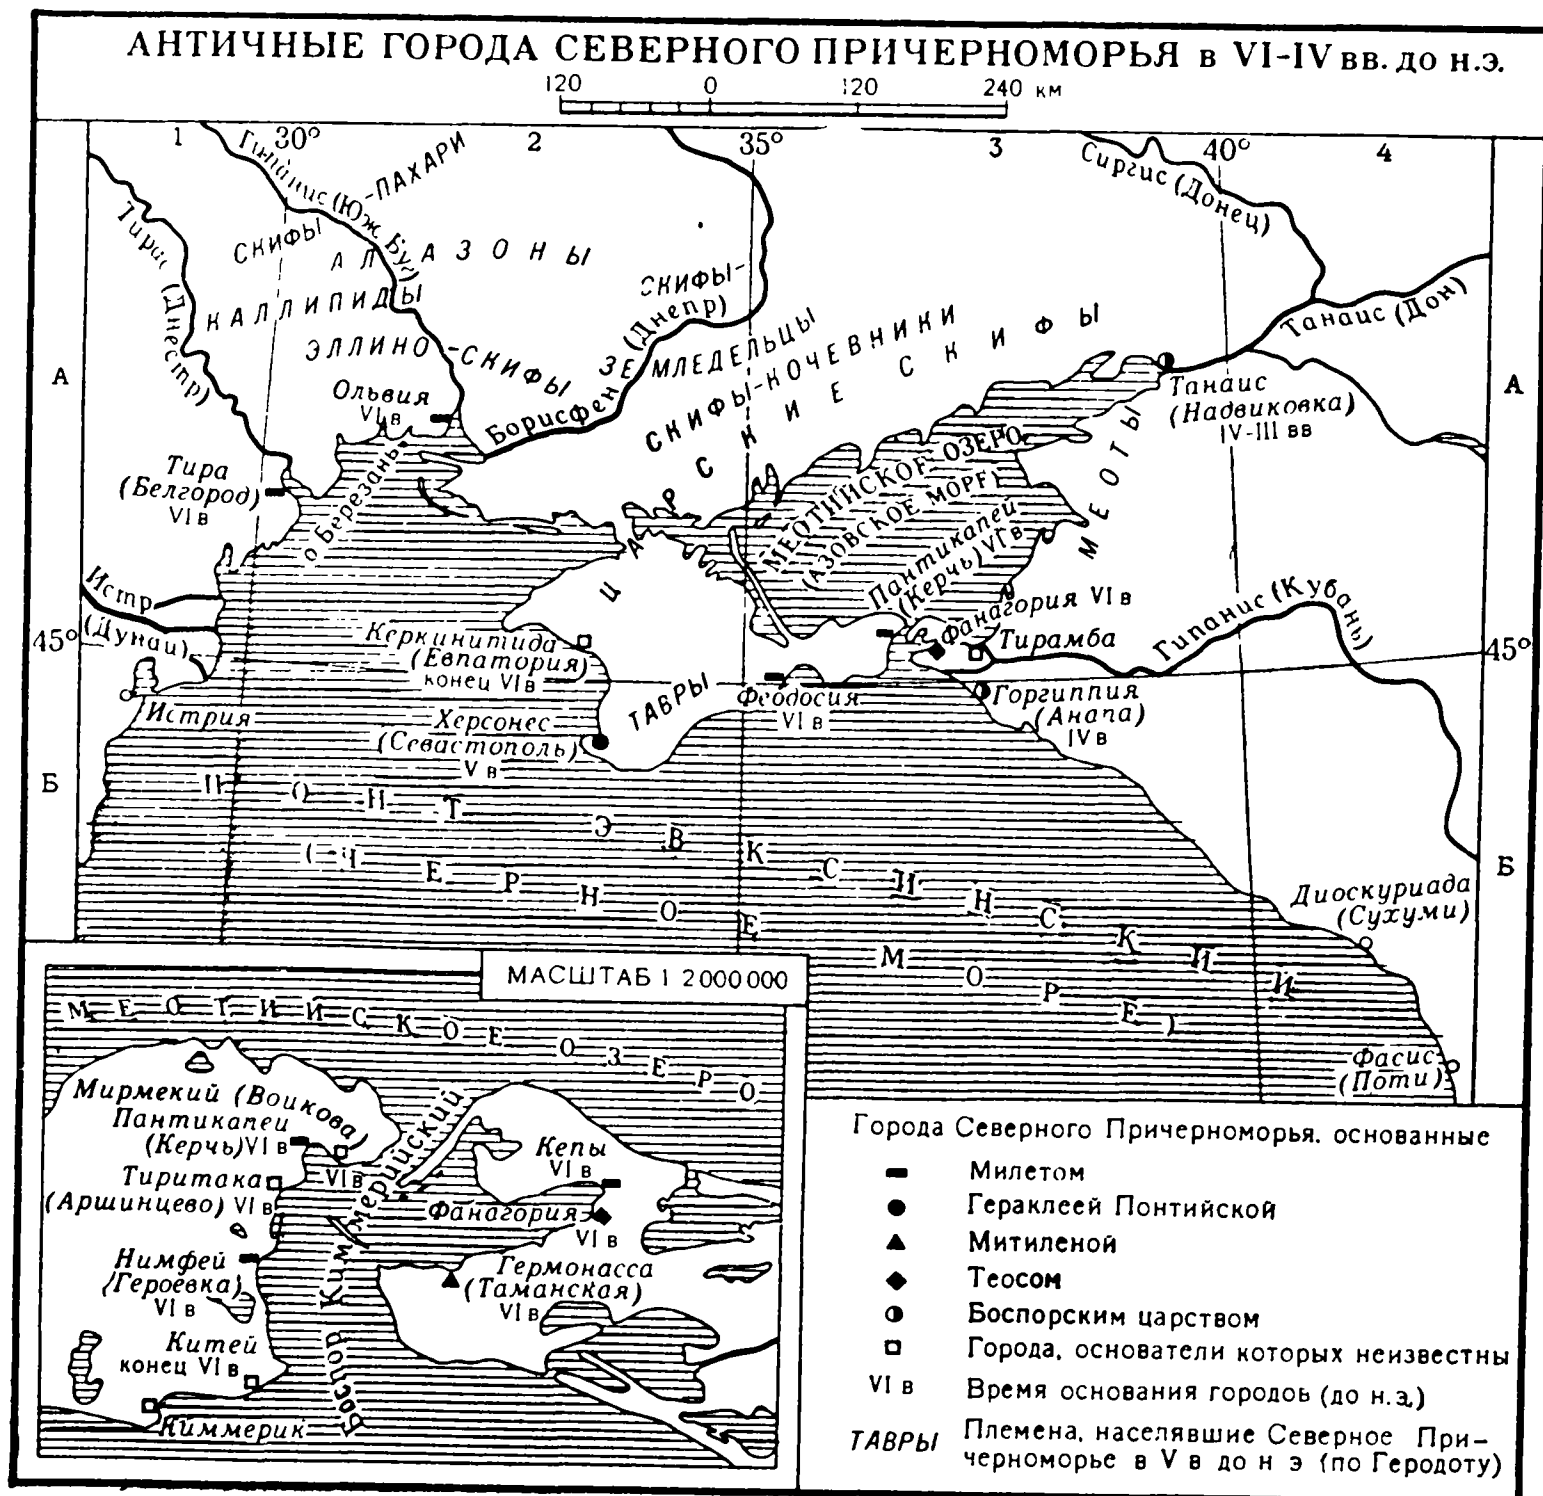 АНТИЧНЫЕ ГОРОДА СЕВЕРНОГО ПРИЧЕРНОМОРЬЯ в VI-IV вв. до н.э.
120 0 120 240 км
1 30° 2 35° 3 40° 4
Гипанис (Юж. Буг)
СКИФЫ-ПАХАРИ
Сиргис (Донец)
Тирас (Днестр)
АЛАЗОНЫ
КАЛЛИПИДЫ
СКИФЫ-
ЗЕМЛЕДЕЛЬЦЫ
Борисфен (Днепр)
ЭЛЛИНО-СКИФЫ
СКИФЫ-КОЧЕВНИКИ
ЦАРСКИЕ СКИФЫ
Танаис (Дон)
А
А
Ольвия
VI в
Танаис
(Надвиковка)
IV-III вв
Тира
(Белгород)
VI в
о Березань
МЕОТИЙСКОЕ ОЗЕРО
(АЗОВСКОЕ МОРЕ)
МЕОТЫ
Пантикапей
(Керчь) VI в
Истр
(Дунай)
45°
45°
Керкинитида
(Евпатория)
конец VI в
Фанагория VI в
Тирамба
Гипанис (Кубань)
Истрия
ТАВРЫ
Феодосия
VI в
Горгиппия
(Анапа)
IV в
Херсонес
(Севастополь)
V в
Б
Б
ПОНТ ЭВКСИНСКИЙ
(ЧЕРНОЕ МОРЕ)
Диоскуриада
(Сухуми)
Фасис
(Поти)
МАСШТАБ 1 2000000
МЕОТИЙСКОЕ ОЗЕРО
Мирмекий (Воикова)
VI в
Пантикапеи
(Керчь) VI в
Тиритака
(Аршинцево) VI в
Боспор Киммерийский
Кепы
VI в
Фанагория
VI в
Нимфей
(Героевка)
VI в
Гермонасса
(Таманская)
VI в
Китей
конец VI в
Киммерик
Города Северного Причерноморья. основанные
Милетом
Гераклеей Понтийской
Митиленой
Теосом
Боспорским царством
Города, основатели которых неизвестны
VI в Время основания городов (до н.э.)
ТАВРЫ Племена, населявшие Северное При-
черноморье в V в до н э (по Геродоту)